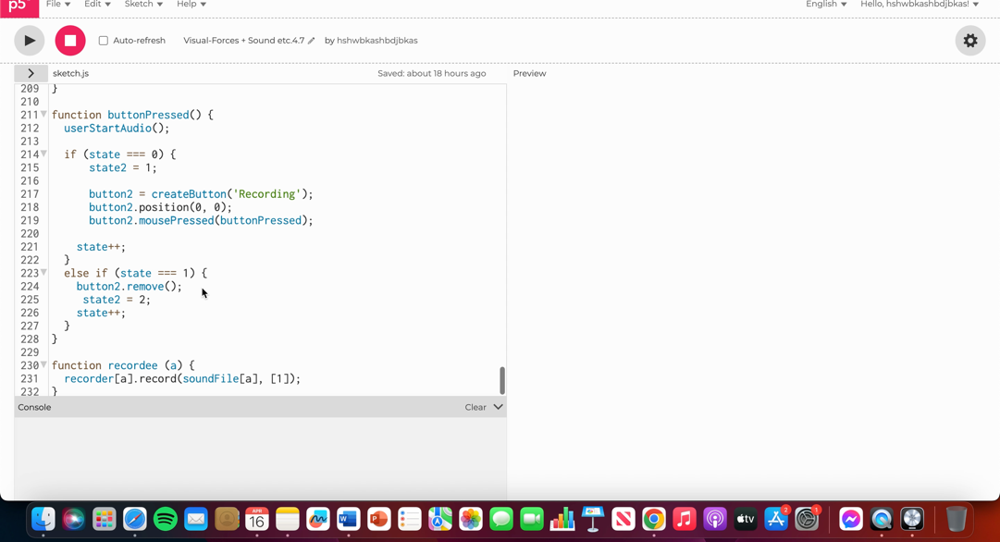 p5*
File Edit Sketch Help
English Hello, hshwbkashbdjbkas!
Auto-refresh Visual-Forces + Sound etc.4.7 by hshwbkashbdjbkas
sketch.js Saved: about 18 hours ago Preview
209 }
210
211 function buttonPressed() {
212 userStartAudio();
213
214 if (state === 0) {
215 state2 = 1;
216
217 button2 = createButton('Recording');
218 button2.position(0, 0);
219 button2.mousePressed(buttonPressed);
220
221 state++;
222 }
223 else if (state === 1) {
224 button2.remove();
225 state2 = 2;
226 state++;
227 }
228 }
229
230 function recordee (a) {
231 recorder[a].record(soundFile[a], [1]);
232 }
Console Clear
APR
16
tv
2
1